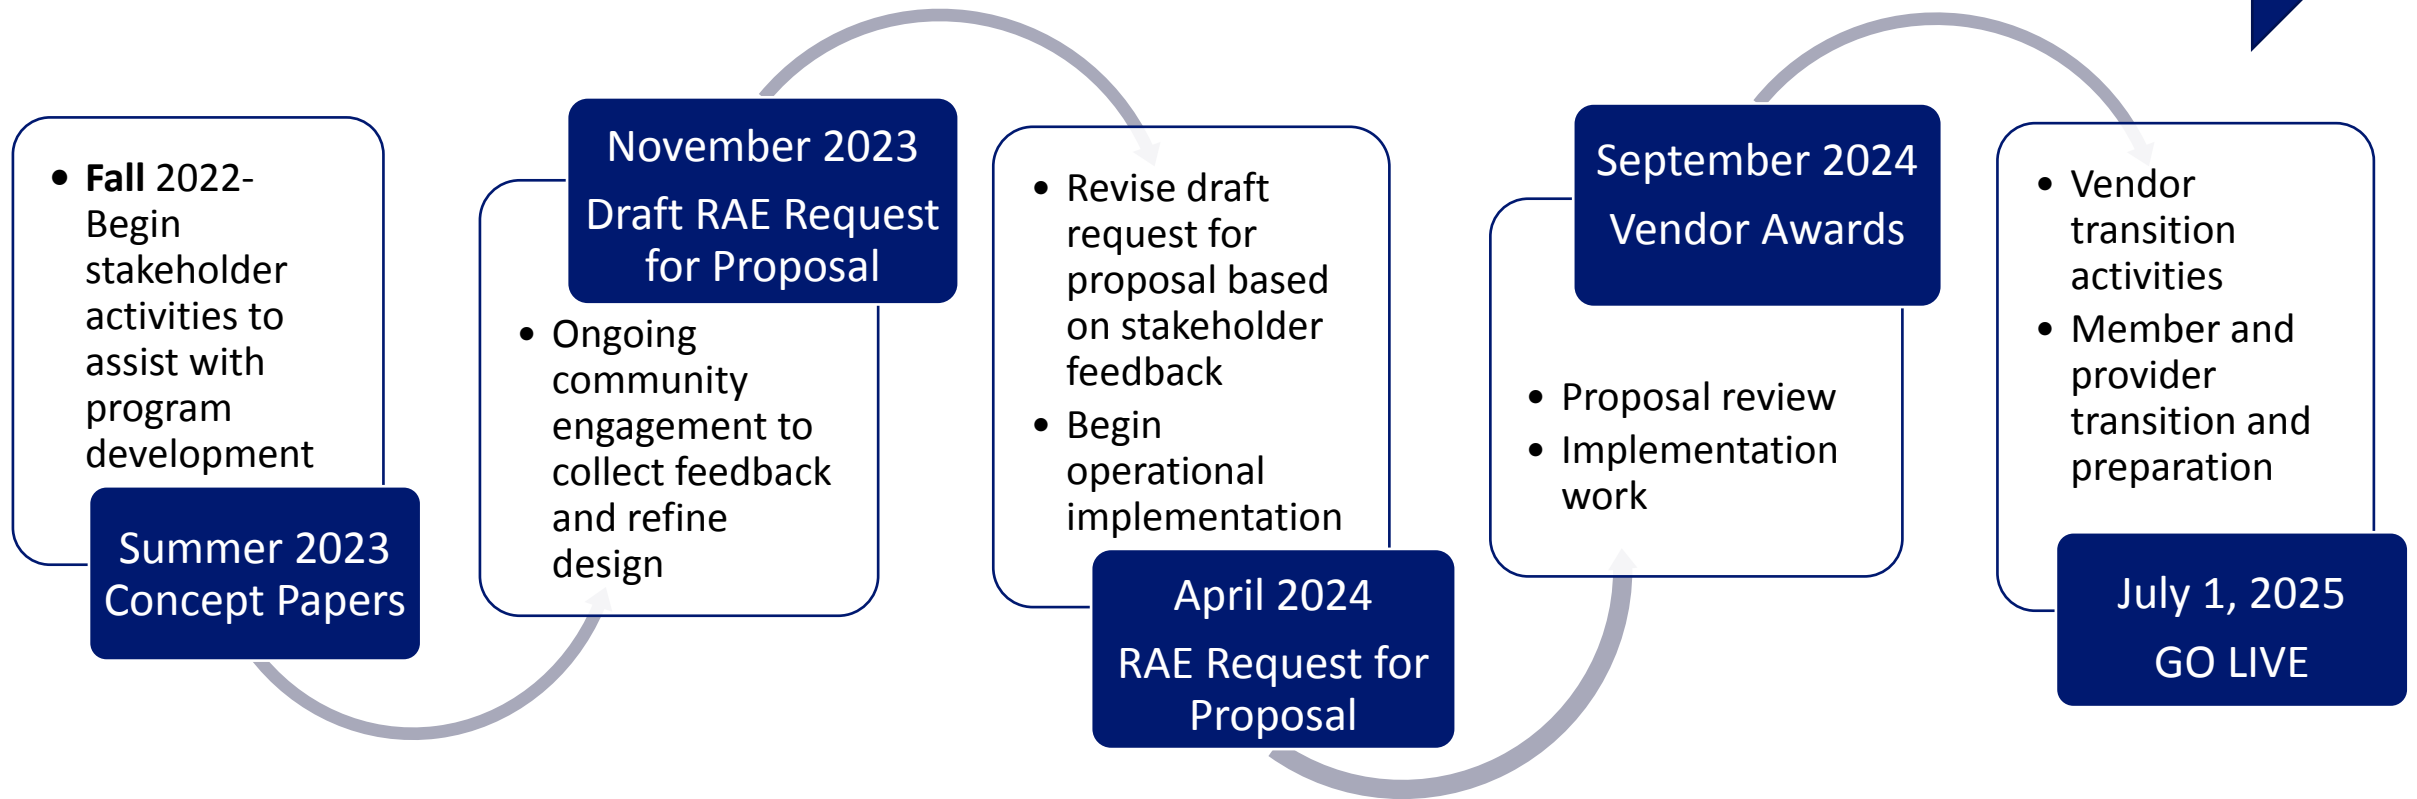 • Fall 2022-
Begin
stakeholder
activities to
assist with
program
development
Summer 2023
Concept Papers
November 2023
Draft RAE Request
for Proposal
• Ongoing
community
engagement to
collect feedback
and refine
design
• Revise draft
request for
proposal based
on stakeholder
feedback
• Begin
operational
implementation
April 2024
RAE Request for
Proposal
September 2024
Vendor Awards
• Proposal review
• Implementation
work
• Vendor
transition
activities
• Member and
provider
transition and
preparation
July 1, 2025
GO LIVE